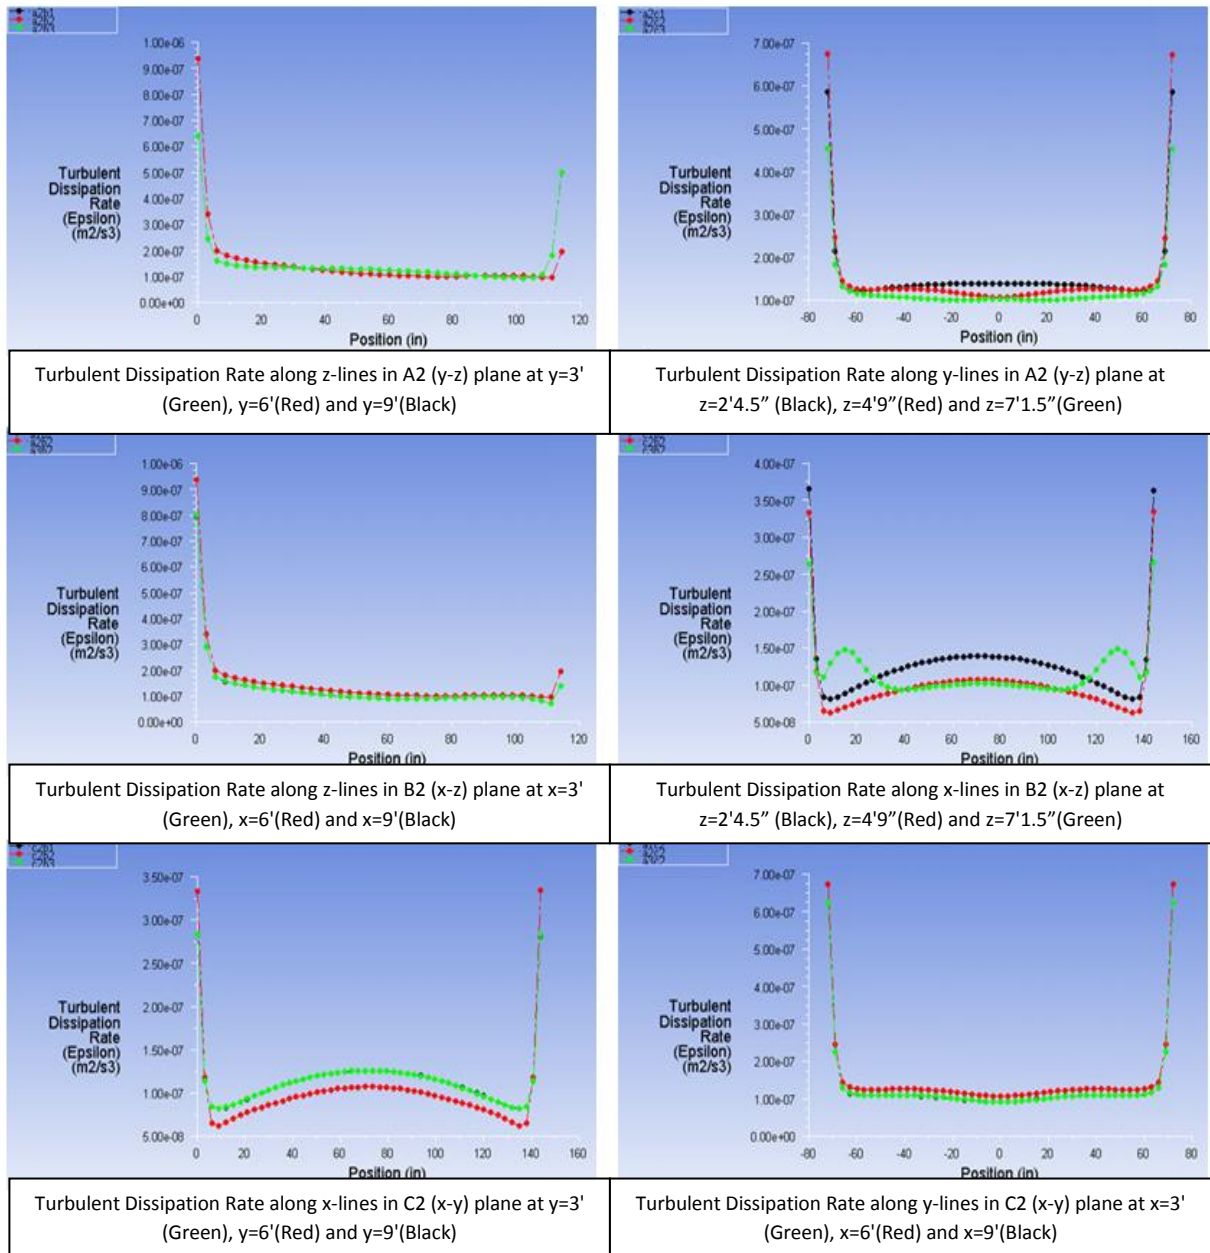 a2b1
a2b2
a2b3
1.00e-06
9.00e-07
8.00e-07
7.00e-07
6.00e-07
5.00e-07
4.00e-07
3.00e-07
2.00e-07
1.00e-07
0.00e+00
Turbulent
Dissipation
Rate
(Epsilon)
(m2/s3)
0 20 40 60 80 100 120
Position (in)
a2c1
a2c2
a2c3
7.00e-07
6.00e-07
5.00e-07
4.00e-07
3.00e-07
2.00e-07
1.00e-07
Turbulent
Dissipation
Rate
(Epsilon)
(m2/s3)
-80 -60 -40 -20 0 20 40 60 80
Position (in)
Turbulent Dissipation Rate along z-lines in A2 (y-z) plane at y=3'
(Green), y=6'(Red) and y=9'(Black)
Turbulent Dissipation Rate along y-lines in A2 (y-z) plane at
z=2'4.5” (Black), z=4'9”(Red) and z=7'1.5”(Green)
a2b2
a3b2
1.00e-06
9.00e-07
8.00e-07
7.00e-07
6.00e-07
5.00e-07
4.00e-07
3.00e-07
2.00e-07
1.00e-07
0.00e+00
Turbulent
Dissipation
Rate
(Epsilon)
(m2/s3)
0 20 40 60 80 100 120
Position (in)
c2b2
c3b2
4.00e-07
3.50e-07
3.00e-07
2.50e-07
2.00e-07
1.50e-07
1.00e-07
5.00e-08
Turbulent
Dissipation
Rate
(Epsilon)
(m2/s3)
0 20 40 60 80 100 120 140 160
Position (in)
Turbulent Dissipation Rate along z-lines in B2 (x-z) plane at x=3'
(Green), x=6'(Red) and x=9'(Black)
Turbulent Dissipation Rate along x-lines in B2 (x-z) plane at
z=2'4.5” (Black), z=4'9”(Red) and z=7'1.5”(Green)
c2b1
c2b2
c2b3
3.50e-07
3.00e-07
2.50e-07
2.00e-07
1.50e-07
1.00e-07
5.00e-08
Turbulent
Dissipation
Rate
(Epsilon)
(m2/s3)
0 20 40 60 80 100 120 140 160
Position (in)
a2c2
a3c2
7.00e-07
6.00e-07
5.00e-07
4.00e-07
3.00e-07
2.00e-07
1.00e-07
0.00e+00
Turbulent
Dissipation
Rate
(Epsilon)
(m2/s3)
-80 -60 -40 -20 0 20 40 60 80
Position (in)
Turbulent Dissipation Rate along x-lines in C2 (x-y) plane at y=3'
(Green), y=6'(Red) and y=9'(Black)
Turbulent Dissipation Rate along y-lines in C2 (x-y) plane at x=3'
(Green), x=6'(Red) and x=9'(Black)